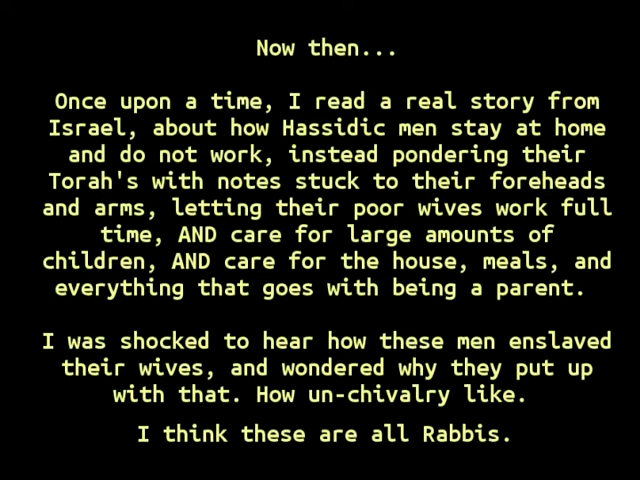 Now then...
Once upon a time, I read a real story from
Israel, about how Hassidic men stay at home
and do not work, instead pondering their
Torah's with notes stuck to their foreheads
and arms, letting their poor wives work full
time, AND care for large amounts of
children, AND care for the house, meals, and
everything that goes with being a parent.
I was shocked to hear how these men enslaved
their wives, and wondered why they put up
with that. How un-chivalry like.
I think these are all Rabbis.